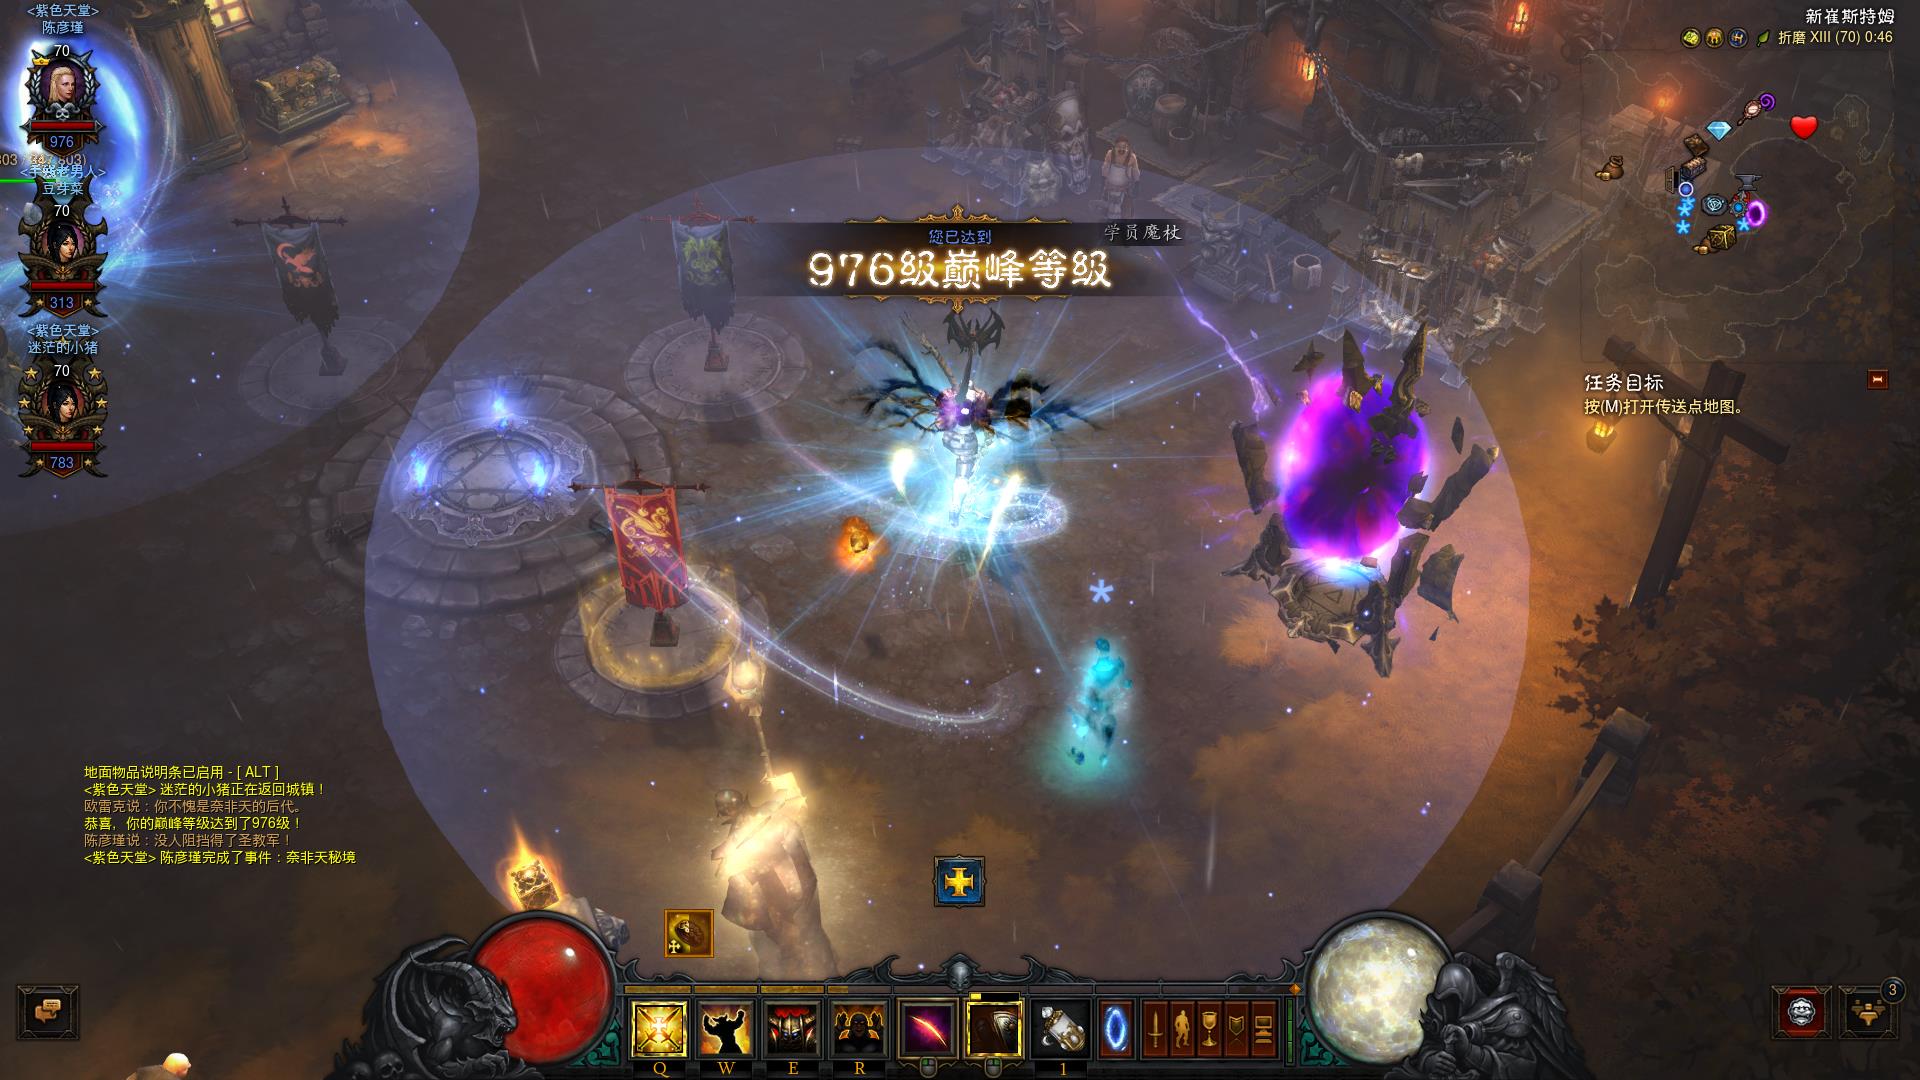 <紫色天堂>
陈彦瑾
70
976
<手残老男人>
豆芽菜
70
313
<紫色天堂>
迷茫的小猪
70
783
您已达到
976级巅峰等级
学员魔杖
新崔斯特姆
折磨 XIII (70) 0:46
任务目标
按(M)打开传送点地图。
地面物品说明条已启用 - [ ALT ]
<紫色天堂> 迷茫的小猪正在返回城镇！
欧雷克说：你不愧是奈非天的后代。
恭喜，你的巅峰等级达到了976级！
陈彦瑾说：没人阻挡得了圣教军！
<紫色天堂> 陈彦瑾完成了事件：奈非天秘境
Q W E R 1
3